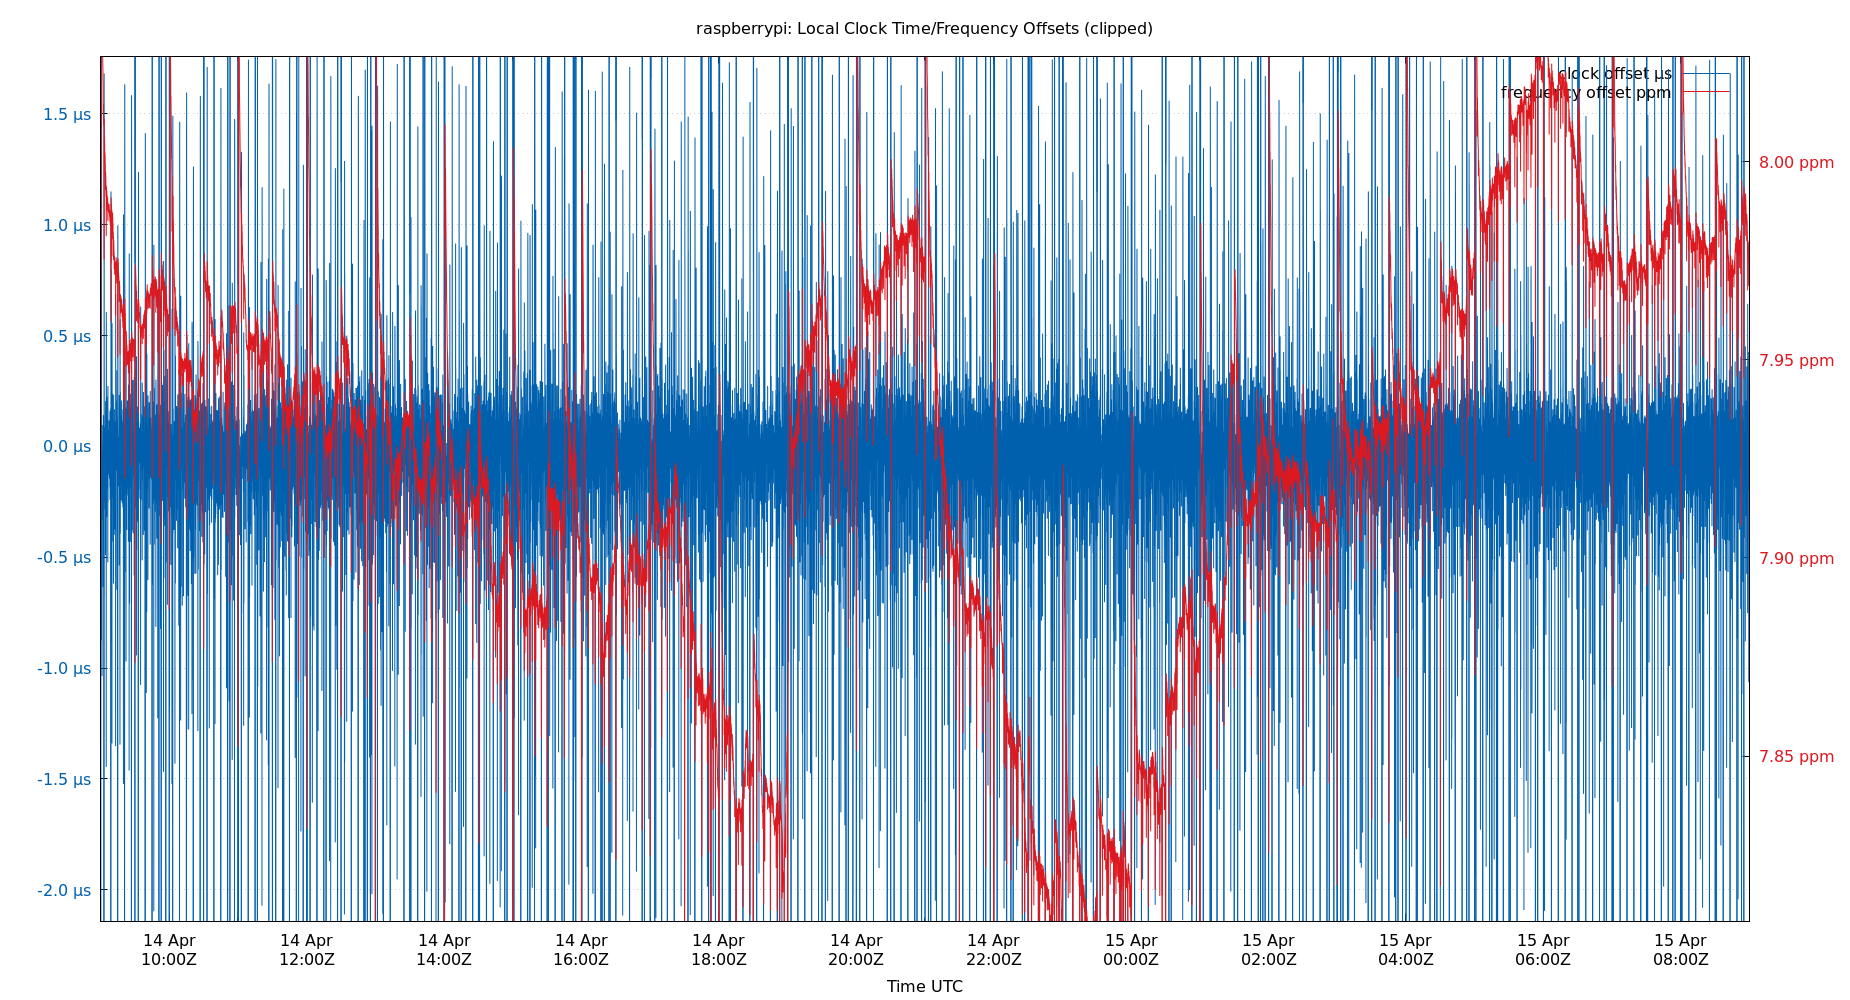 raspberrypi: Local Clock Time/Frequency Offsets (clipped)
clock offset µs
frequency offset ppm
1.5 µs
1.0 µs
0.5 µs
0.0 µs
-0.5 µs
-1.0 µs
-1.5 µs
-2.0 µs
8.00 ppm
7.95 ppm
7.90 ppm
7.85 ppm
14 Apr
10:00Z
14 Apr
12:00Z
14 Apr
14:00Z
14 Apr
16:00Z
14 Apr
18:00Z
14 Apr
20:00Z
14 Apr
22:00Z
15 Apr
00:00Z
15 Apr
02:00Z
15 Apr
04:00Z
15 Apr
06:00Z
15 Apr
08:00Z
Time UTC